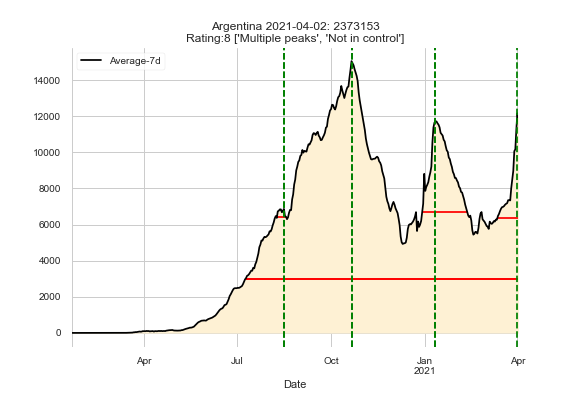 Argentina 2021-04-02: 2373153
Rating:8 ['Multiple peaks', 'Not in control']
Average-7d
14000
12000
10000
8000
6000
4000
2000
0
Apr
Jul
Oct
Jan
2021
Apr
Date